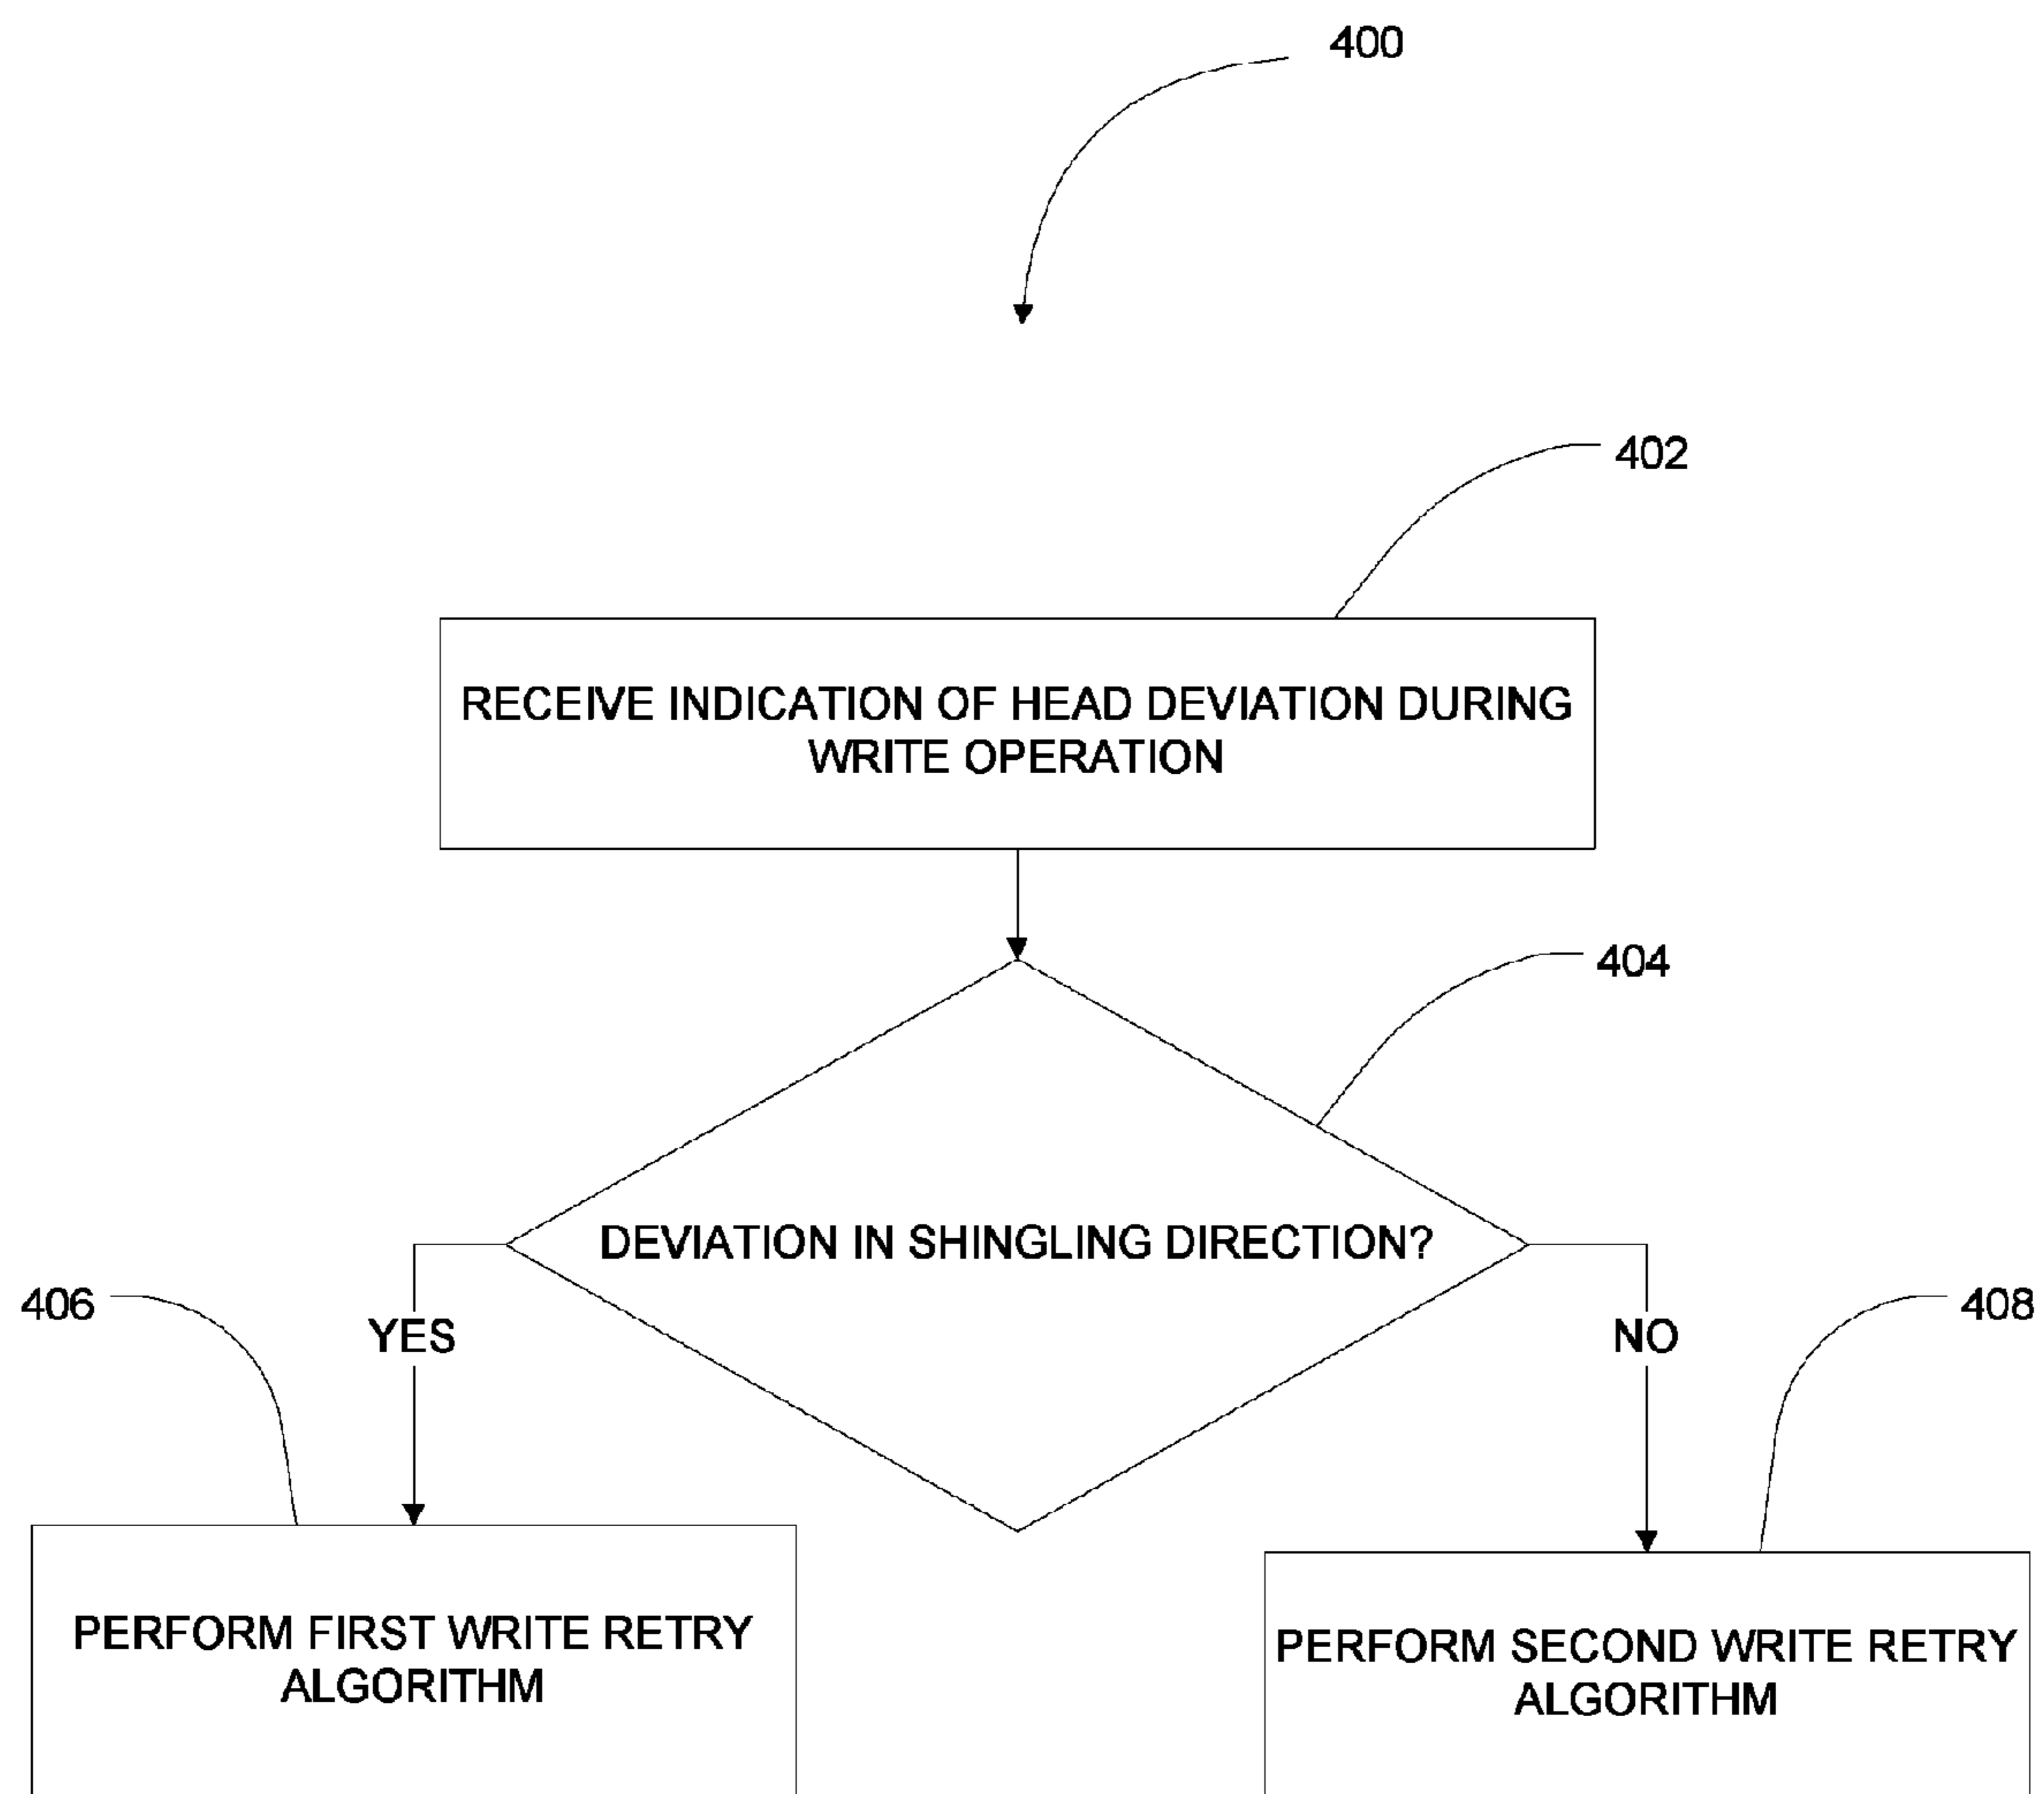 400
402
RECEIVE INDICATION OF HEAD DEVIATION DURING
WRITE OPERATION
404
DEVIATION IN SHINGLING DIRECTION?
406
YES
NO
408
PERFORM FIRST WRITE RETRY
ALGORITHM
PERFORM SECOND WRITE RETRY
ALGORITHM